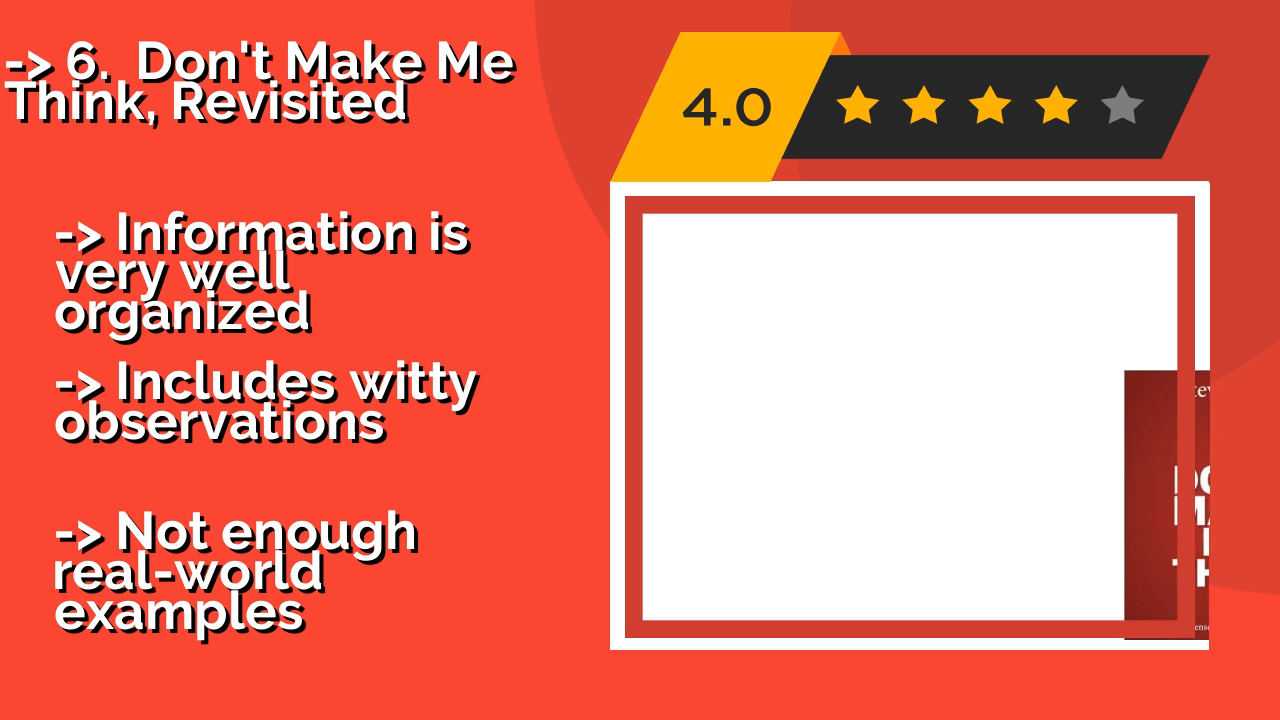 -> 6. Don't Make Me
Think, Revisited
4.0
-> Information is
very well
organized
-> Includes witty
observations
-> Not enough
real-world
examples